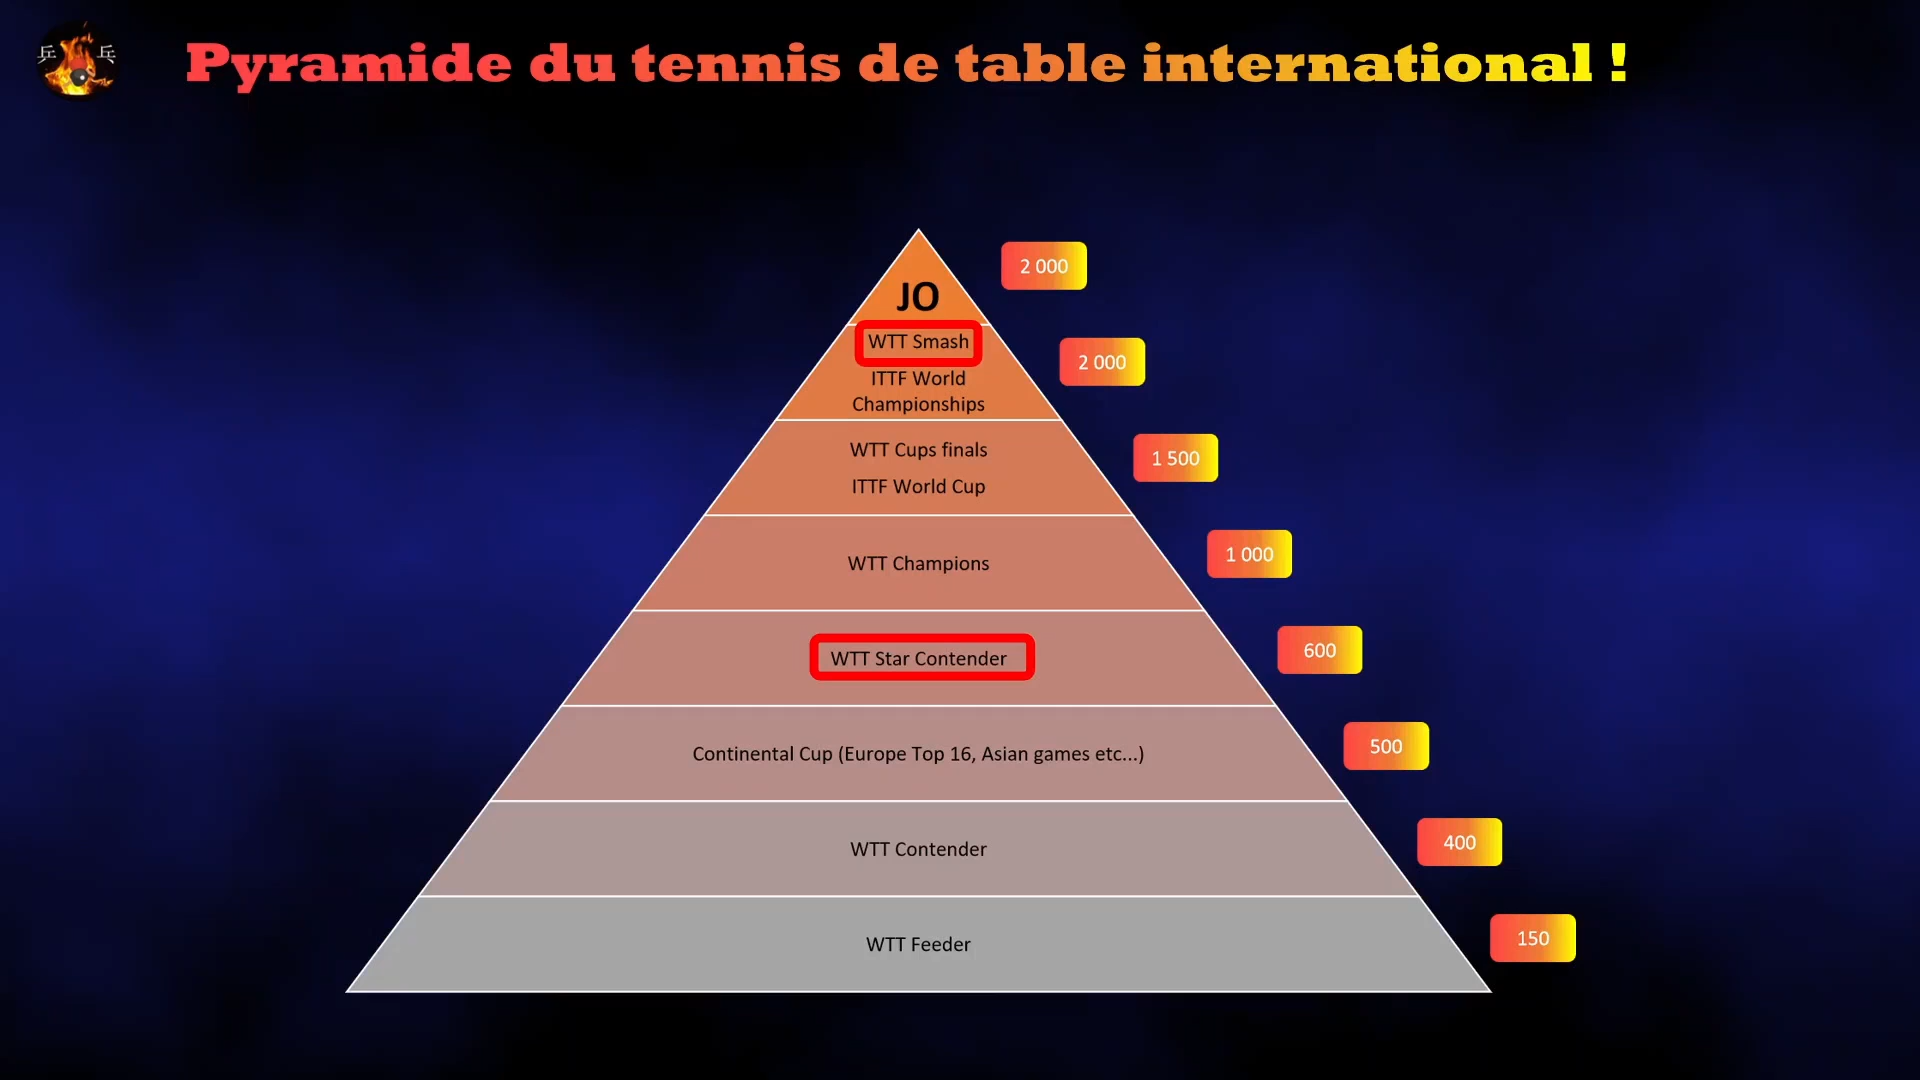 乒 乓
Pyramide du tennis de table international !
JO
2 000
WTT Smash
ITTF World
Championships
2 000
WTT Cups finals
ITTF World Cup
1 500
WTT Champions
1 000
WTT Star Contender
600
Continental Cup (Europe Top 16, Asian games etc...)
500
WTT Contender
400
WTT Feeder
150